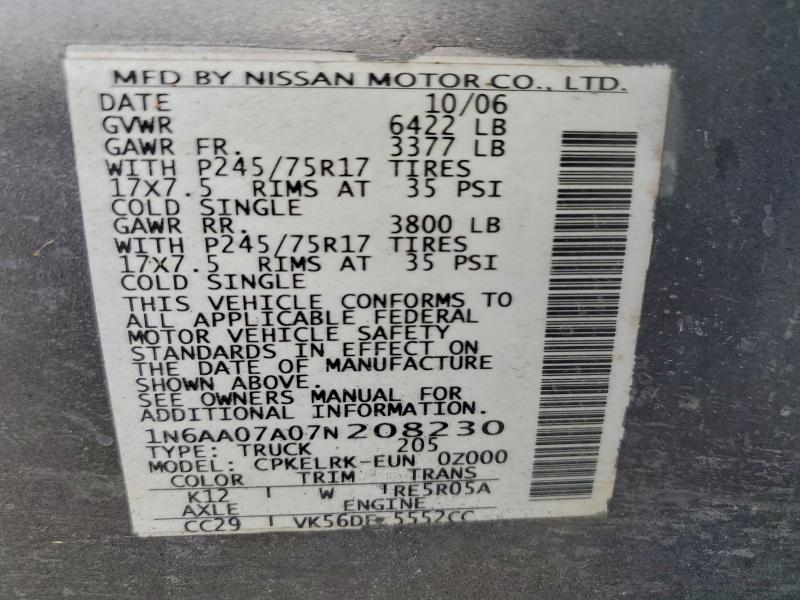 MFD BY NISSAN MOTOR CO., LTD.
DATE 10/06
GVWR 6422 LB
GAWR FR. 3377 LB
WITH P245/75R17 TIRES
17X7.5 RIMS AT 35 PSI
COLD SINGLE
GAWR RR. 3800 LB
WITH P245/75R17 TIRES
17X7.5 RIMS AT 35 PSI
COLD SINGLE
THIS VEHICLE CONFORMS TO
ALL APPLICABLE FEDERAL
MOTOR VEHICLE SAFETY
STANDARDS IN EFFECT ON
THE DATE OF MANUFACTURE
SHOWN ABOVE.
SEE OWNERS MANUAL FOR
ADDITIONAL INFORMATION.
1N6AA07A07N208230
TYPE: TRUCK 205
MODEL: CPKELRK-EUN 0Z000
COLOR TRIM TRANS
K12 W RE5R05A
AXLE ENGINE
CC29 VK56DE 5552CC